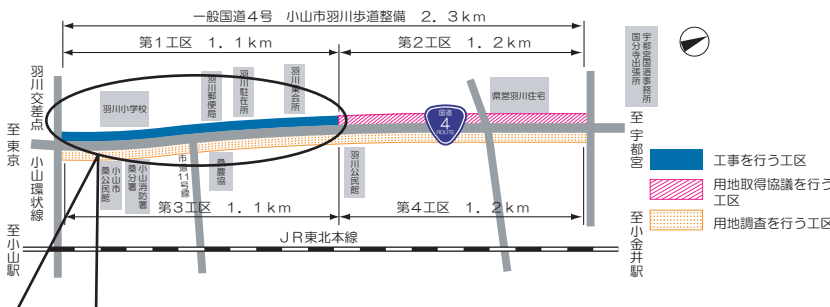 一般国道４号　小山市羽川歩道整備　２．３ｋｍ
第１工区　１．１ｋｍ
第２工区　１．２ｋｍ
宇都宮国道事務所
国分寺出張所
羽川交差点
羽川小学校
羽川郵便局
羽川駐在所
羽川集会所
県営羽川住宅
国道
4
ROUTE
至東京
至宇都宮
小山環状線
小山市
桑公民館
小山消防署
桑分署
市道11号線
桑農協
羽川公民館
第３工区　１．１ｋｍ
第４工区　１．２ｋｍ
ＪＲ東北本線
至小山駅
至小金井駅
工事を行う工区
用地取得協議を行う
工区
用地調査を行う工区